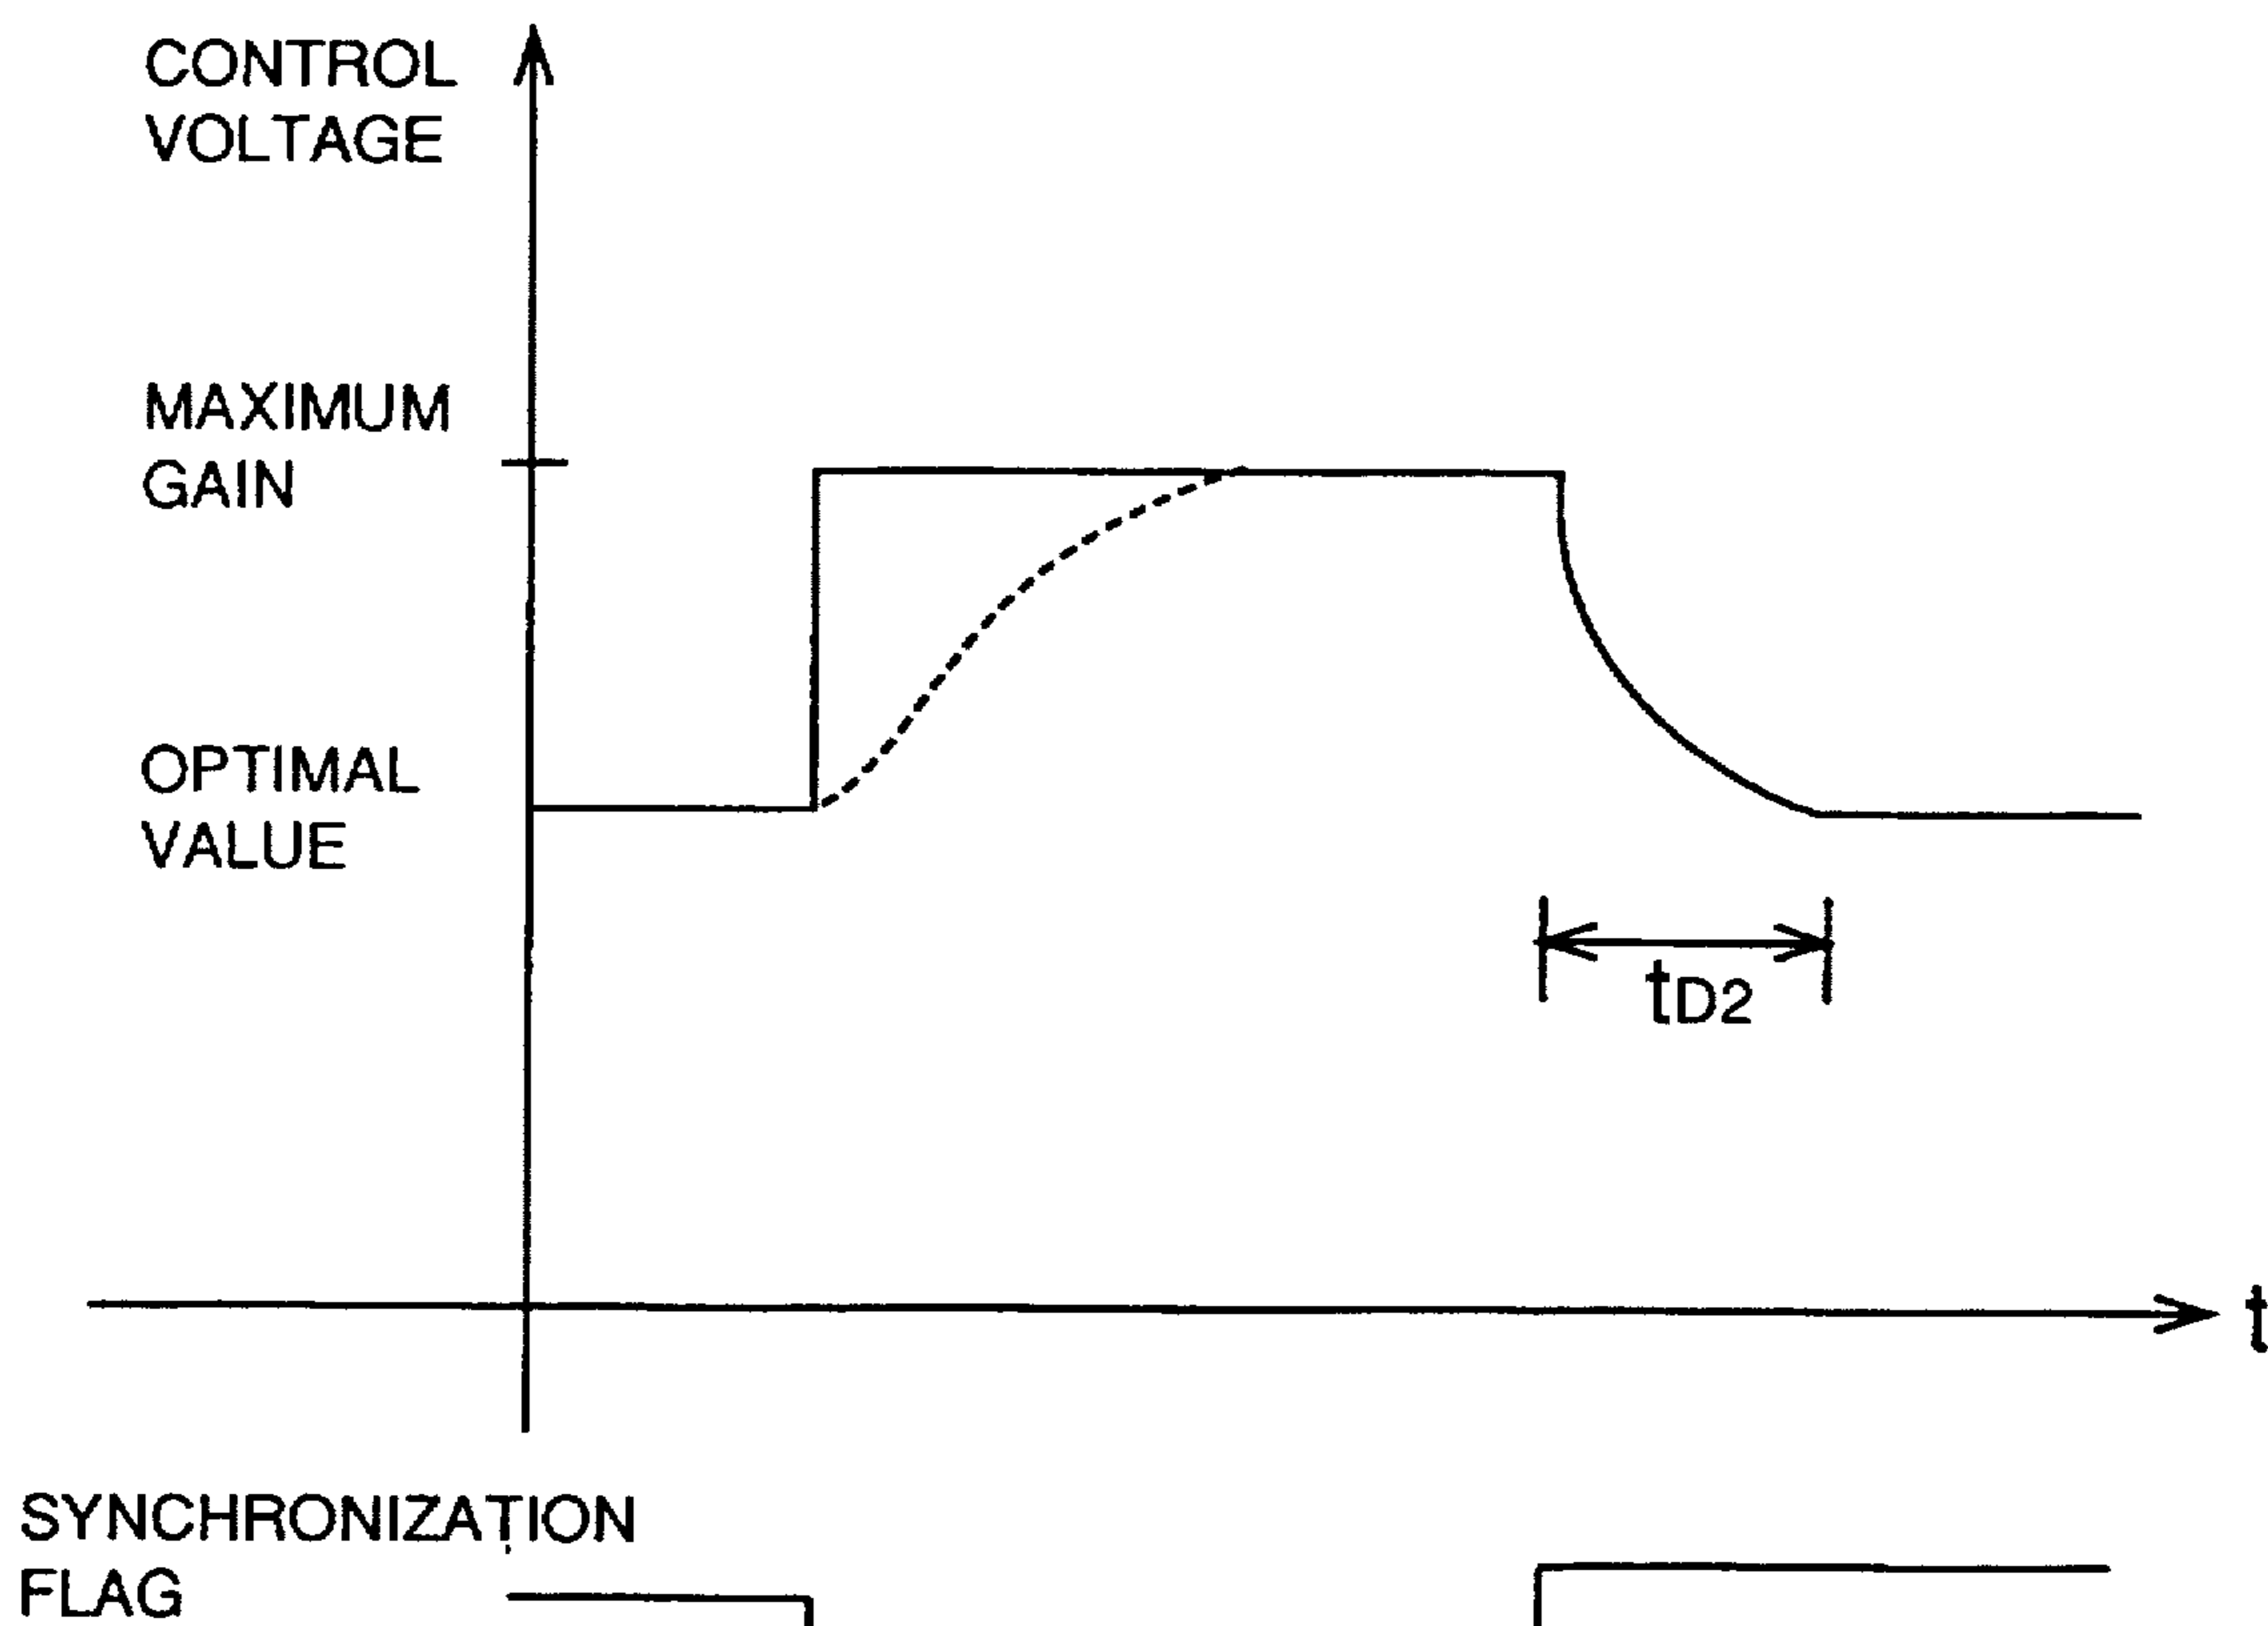 CONTROL
VOLTAGE
MAXIMUM
GAIN
OPTIMAL
VALUE
tD2
t
SYNCHRONIZATION
FLAG